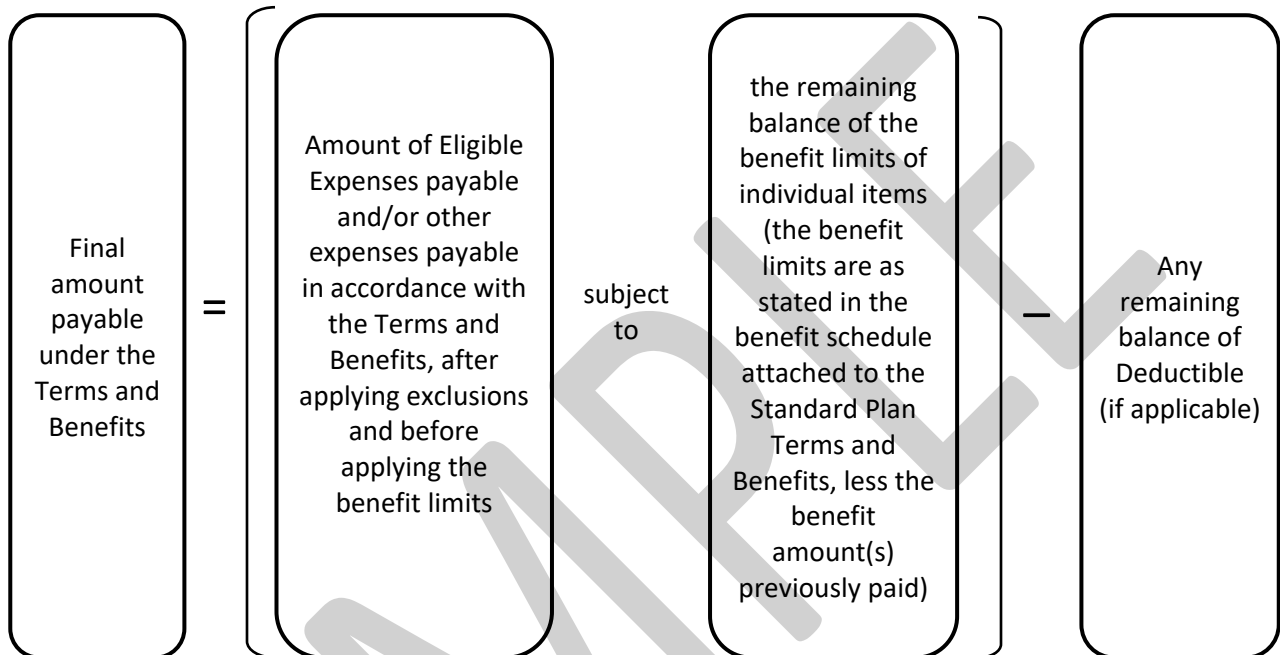 Final
amount
payable
under the
Terms and
Benefits
=
Amount of Eligible
Expenses payable
and/or other
expenses payable
in accordance with
the Terms and
Benefits, after
applying exclusions
and before
applying the
benefit limits
subject
to
the remaining
balance of the
benefit limits of
individual items
(the benefit
limits are as
stated in the
benefit schedule
attached to the
Standard Plan
Terms and
Benefits, less the
benefit
amount(s)
previously paid)
–
Any
remaining
balance of
Deductible
(if applicable)
MPLE